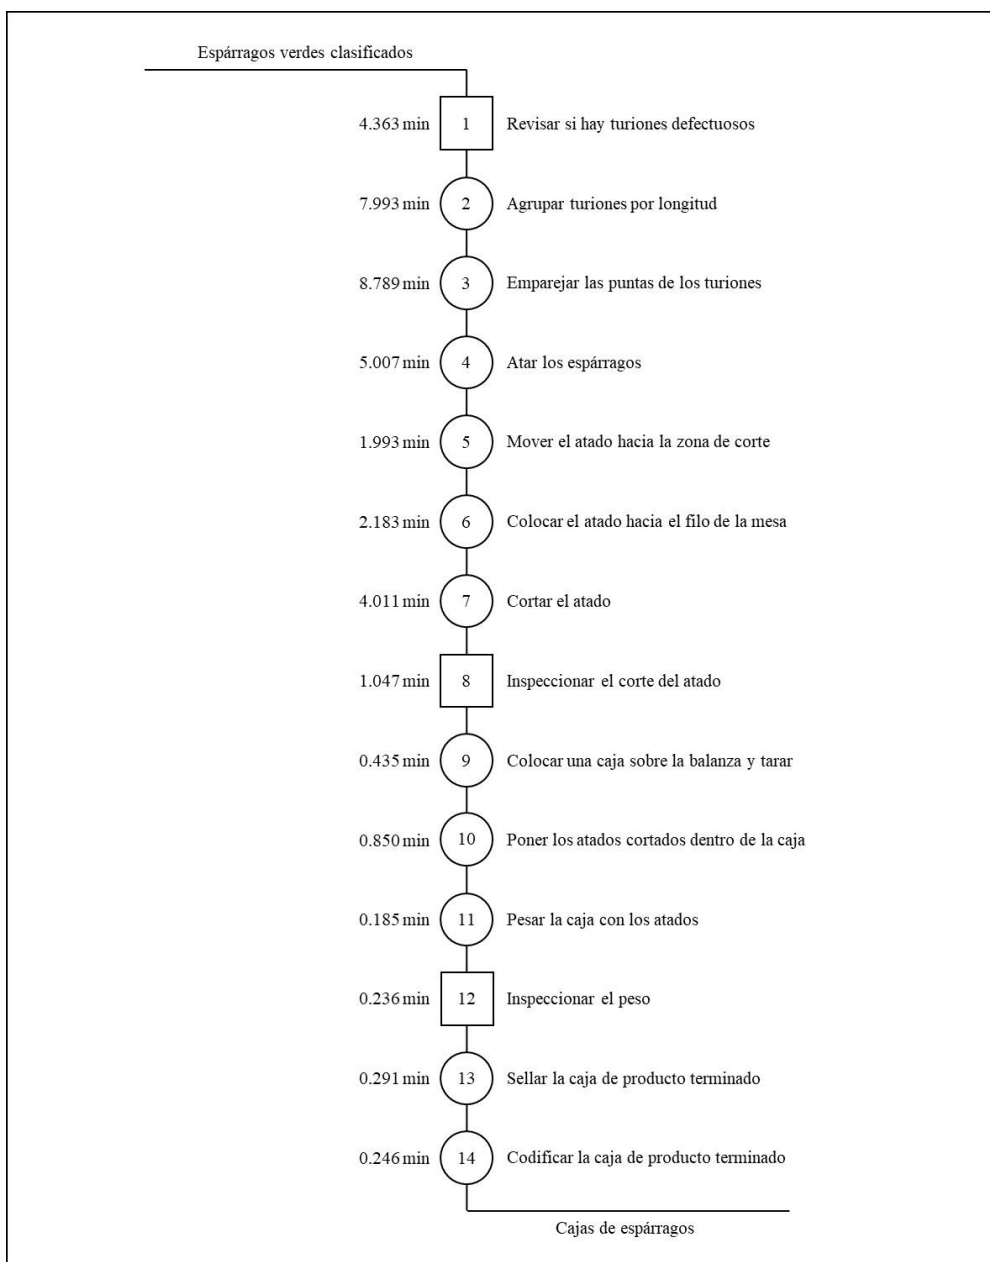 Espárragos verdes clasificados
4.363 min 1 Revisar si hay turiones defectuosos
7.993 min 2 Agrupar turiones por longitud
8.789 min 3 Emparejar las puntas de los turiones
5.007 min 4 Atar los espárragos
1.993 min 5 Mover el atado hacia la zona de corte
2.183 min 6 Colocar el atado hacia el filo de la mesa
4.011 min 7 Cortar el atado
1.047 min 8 Inspeccionar el corte del atado
0.435 min 9 Colocar una caja sobre la balanza y tarar
0.850 min 10 Poner los atados cortados dentro de la caja
0.185 min 11 Pesar la caja con los atados
0.236 min 12 Inspeccionar el peso
0.291 min 13 Sellar la caja de producto terminado
0.246 min 14 Codificar la caja de producto terminado
Cajas de espárragos